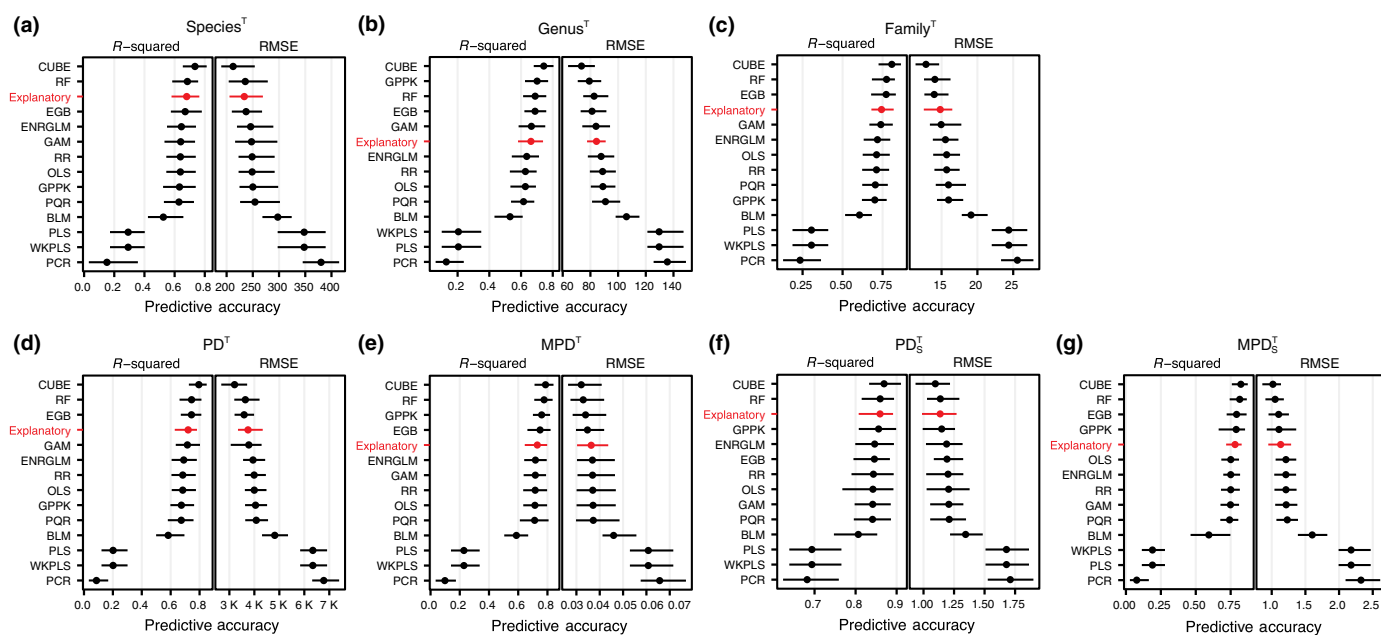 (a) Species^T
R−squared RMSE
CUBE
RF
Explanatory
EGB
ENRGLM
GAM
RR
OLS
GPPK
PQR
BLM
PLS
WKPLS
PCR
0.0 0.2 0.4 0.6 0.8 200 250 300 350 400
Predictive accuracy
(b) Genus^T
R−squared RMSE
CUBE
GPPK
RF
EGB
GAM
Explanatory
ENRGLM
RR
OLS
PQR
BLM
WKPLS
PLS
PCR
0.2 0.4 0.6 0.8 60 80 100 120 140
Predictive accuracy
(c) Family^T
R−squared RMSE
CUBE
RF
EGB
Explanatory
GAM
ENRGLM
OLS
RR
PQR
GPPK
BLM
PLS
WKPLS
PCR
0.25 0.50 0.75 15 25
Predictive accuracy
(d) PD^T
R−squared RMSE
CUBE
RF
EGB
Explanatory
GAM
ENRGLM
RR
OLS
GPPK
PQR
BLM
PLS
WKPLS
PCR
0.0 0.2 0.4 0.6 0.8 3 K 4 K 5 K 6 K 7 K
Predictive accuracy
(e) MPD^T
R−squared RMSE
CUBE
RF
GPPK
EGB
Explanatory
ENRGLM
GAM
RR
OLS
PQR
BLM
PLS
WKPLS
PCR
0.0 0.2 0.4 0.6 0.8 0.03 0.04 0.05 0.06 0.07
Predictive accuracy
(f) PD_S^T
R−squared RMSE
CUBE
RF
Explanatory
GPPK
ENRGLM
EGB
RR
OLS
GAM
PQR
BLM
PLS
WKPLS
PCR
0.7 0.8 0.9 1.00 1.25 1.50 1.75
Predictive accuracy
(g) MPD_S^T
R−squared RMSE
CUBE
RF
EGB
GPPK
Explanatory
OLS
ENRGLM
RR
GAM
PQR
BLM
WKPLS
PLS
PCR
0.00 0.25 0.50 0.75 1.0 1.5 2.0 2.5
Predictive accuracy